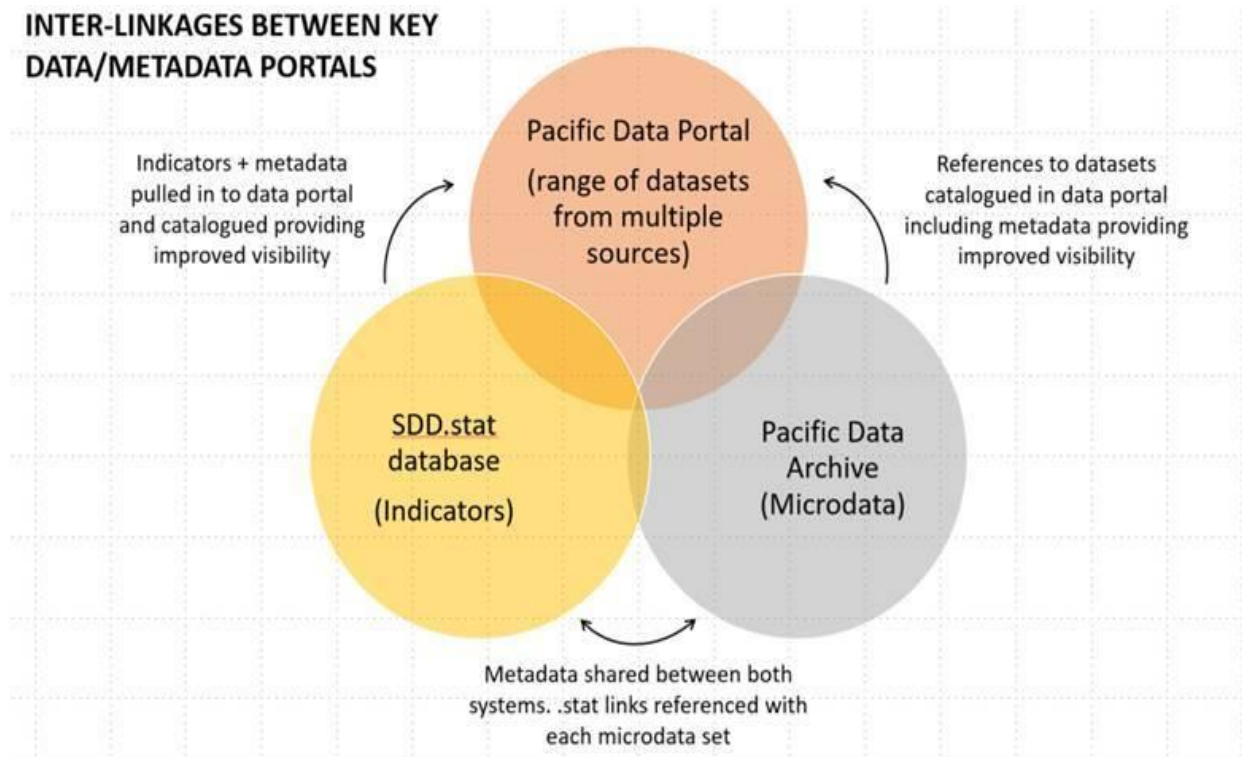 INTER-LINKAGES BETWEEN KEY
DATA/METADATA PORTALS
Pacific Data Portal
(range of datasets
from multiple
sources)
Indicators + metadata
pulled in to data portal
and catalogued providing
improved visibility
References to datasets
catalogued in data portal
including metadata providing
improved visibility
SDD.stat
database
(Indicators)
Pacific Data
Archive
(Microdata)
Metadata shared between both
systems. .stat links referenced with
each microdata set